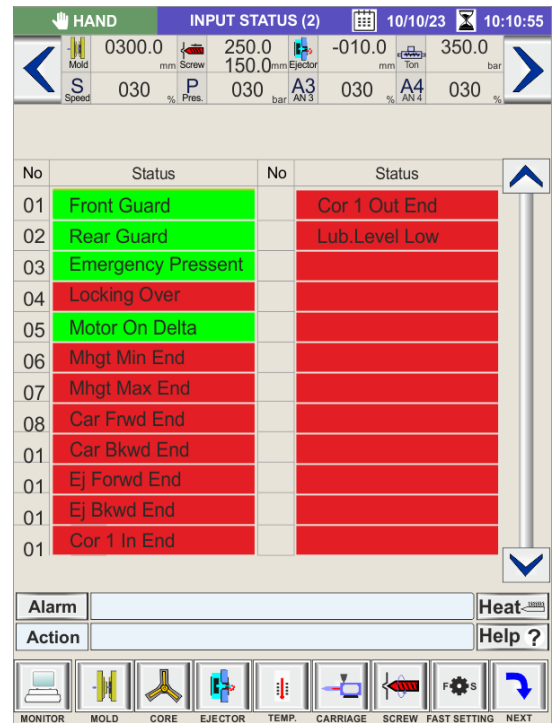 HAND INPUT STATUS (2) 10/10/23 10:10:55
Mold 0300.0 mm Screw 250.0 150.0 mm Ejector -010.0 mm Ton 350.0 bar
S Speed 030 % P Pres. 030 bar A3 AN 3 030 % A4 AN 4 030 %
No Status No Status
01 Front Guard Cor 1 Out End
02 Rear Guard Lub.Level Low
03 Emergency Pressent
04 Locking Over
05 Motor On Delta
06 Mhgt Min End
07 Mhgt Max End
08 Car Frwd End
01 Car Bkwd End
01 Ej Forwd End
01 Ej Bkwd End
01 Cor 1 In End
Alarm Heat
Action Help ?
F S
MONITOR MOLD CORE EJECTOR TEMP. CARRIAGE SCREW FAST SETTING NEXT